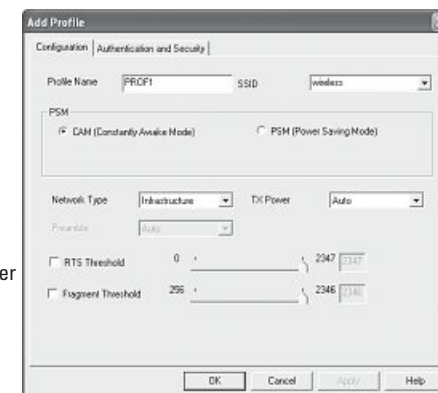 Add Profile
Configuration Authentication and Security
Profile Name PROF1 SSID wireless
PSM
CAM (Constantly Awake Mode) PSM (Power Saving Mode)
Network Type Infrastructure TX Power Auto
Preamble Auto
er
RTS Threshold 0 2347 2347
Fragment Threshold 256 2346 2346
OK Cancel Apply Help